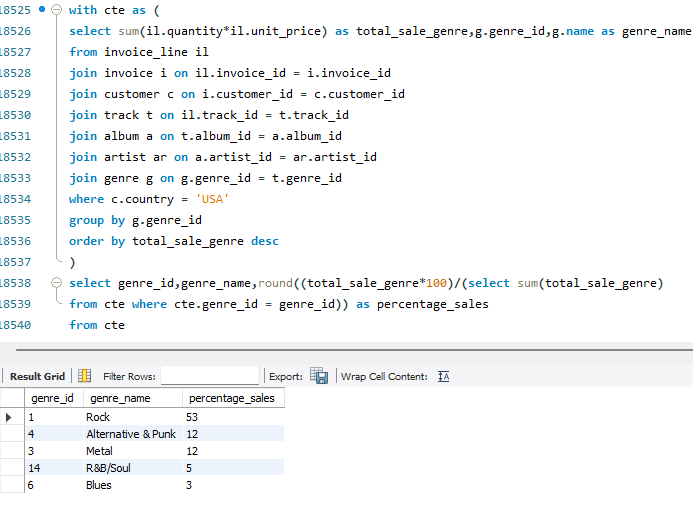 18525 with cte as (
18526 select sum(il.quantity*il.unit_price) as total_sale_genre,g.genre_id,g.name as genre_name
18527 from invoice_line il
18528 join invoice i on il.invoice_id = i.invoice_id
18529 join customer c on i.customer_id = c.customer_id
18530 join track t on il.track_id = t.track_id
18531 join album a on t.album_id = a.album_id
18532 join artist ar on a.artist_id = ar.artist_id
18533 join genre g on g.genre_id = t.genre_id
18534 where c.country = 'USA'
18535 group by g.genre_id
18536 order by total_sale_genre desc
18537 )
18538 select genre_id,genre_name,round((total_sale_genre*100)/(select sum(total_sale_genre)
18539 from cte where cte.genre_id = genre_id)) as percentage_sales
18540 from cte
Result Grid Filter Rows: Export: Wrap Cell Content: IA
genre_id genre_name percentage_sales
1 Rock 53
4 Alternative & Punk 12
3 Metal 12
14 R&B/Soul 5
6 Blues 3